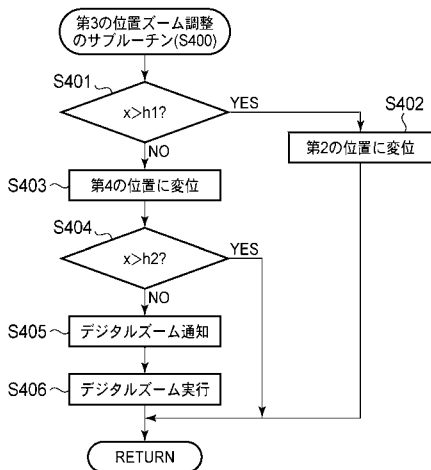 第3の位置ズーム調整
のサブルーチン(S400)
S401
x>h1?
YES
S402
第2の位置に変位
NO
S403
第4の位置に変位
S404
x>h2?
YES
NO
S405
デジタルズーム通知
S406
デジタルズーム実行
RETURN